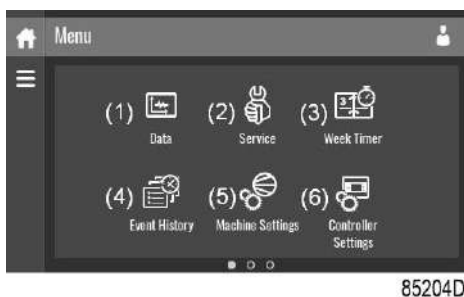 Menu
(1) (2) (3)
Data Service Week Timer
(4) (5) (6)
Event History Machine Settings Controller
Settings
85204D